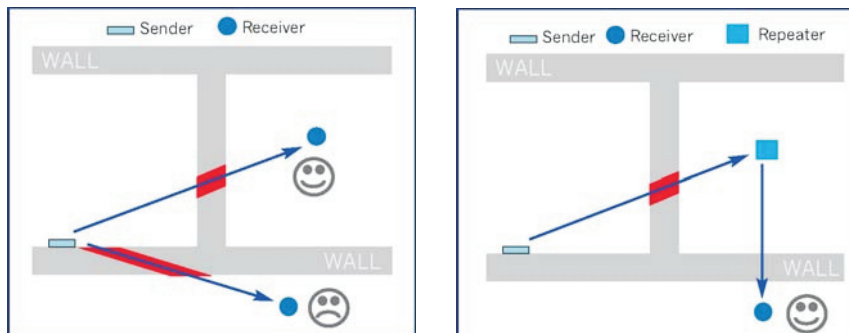 Sender Receiver
WALL
WALL
Sender Receiver Repeater
WALL
WALL